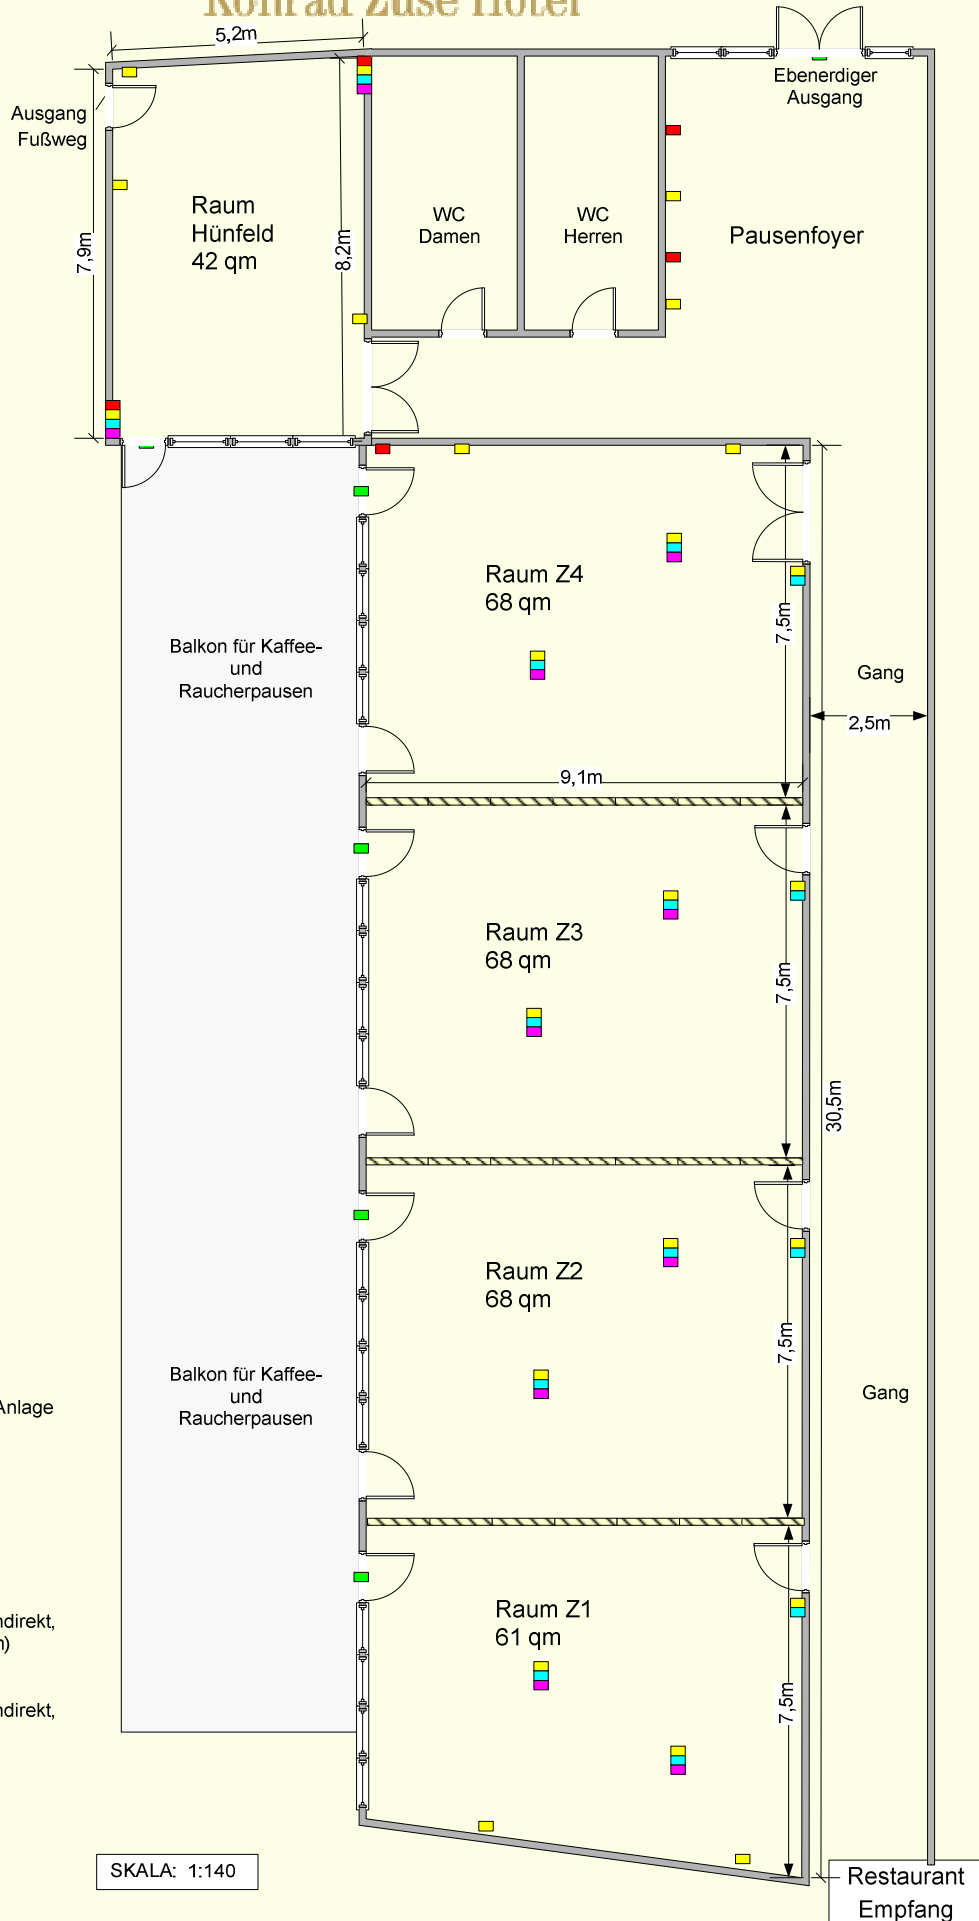 Konrad Zuse Hotel
5,2m
Ebenerdiger
Ausgang
Ausgang
Fußweg
Raum
Hünfeld
42 qm
7,9m
8,2m
WC
Damen
WC
Herren
Pausenfoyer
Raum Z4
68 qm
7,5m
Balkon für Kaffee-
und
Raucherpausen
Gang
2,5m
9,1m
Raum Z3
68 qm
7,5m
30,5m
Raum Z2
68 qm
7,5m
Balkon für Kaffee-
und
Raucherpausen
Gang
Anlage
Raum Z1
61 qm
7,5m
ndirekt,
n)
ndirekt,
SKALA: 1:140
Restaurant
Empfang